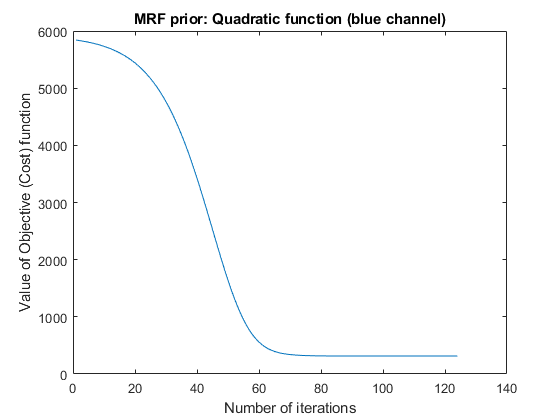 MRF prior: Quadratic function (blue channel)
6000
5000
4000
3000
2000
1000
0
Value of Objective (Cost) function
0 20 40 60 80 100 120 140
Number of iterations